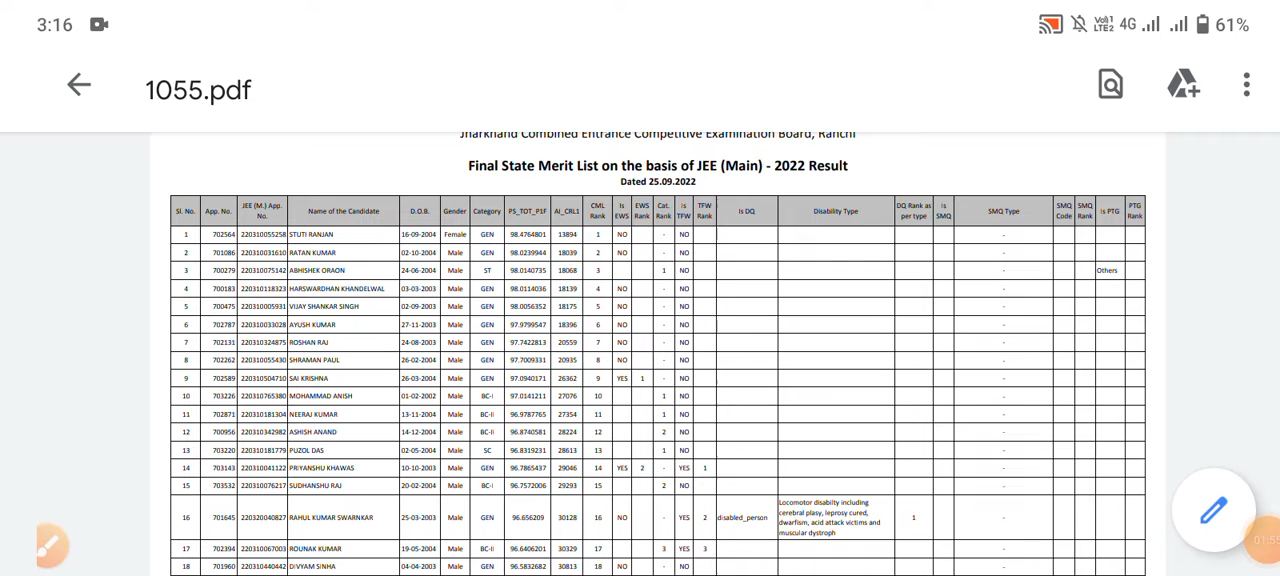 3:16 Vo)) 1 LTE2 4G 61%
1055.pdf
Jharkhand Combined Entrance Competitive Examination Board, Ranchi
Final State Merit List on the basis of JEE (Main) - 2022 Result
Dated 25.09.2022
Sl. No. App. No. JEE (M.) App. No. Name of the Candidate D.O.B. Gender Category PS_TOT_P1F AI_CRL1 CML Rank Is EWS EWS Rank Cat. Rank Is TFW TFW Rank Is DQ Disability Type DQ Rank as per type Is SMQ SMQ Type SMQ Code SMQ Rank Is PTG PTG Rank
1 702564 220310055258 STUTI RANJAN 16-09-2004 Female GEN 98.4764801 13894 1 NO - NO -
2 701086 220310031610 RATAN KUMAR 02-10-2004 Male GEN 98.0239944 18039 2 NO - NO -
3 700279 220310075142 ABHISHEK ORAON 24-06-2004 Male ST 98.0140735 18068 3 1 NO - Others
4 700183 220310118323 HARSWARDHAN KHANDELWAL 03-03-2003 Male GEN 98.0114036 18139 4 NO - NO -
5 700475 220310005931 VIJAY SHANKAR SINGH 02-09-2003 Male GEN 98.0056352 18175 5 NO - NO -
6 702787 220310033028 AYUSH KUMAR 27-11-2003 Male GEN 97.9799547 18396 6 NO - NO -
7 702131 220310324875 ROSHAN RAJ 24-08-2003 Male GEN 97.7422813 20559 7 NO - NO -
8 702262 220310055430 SHRAMAN PAUL 26-02-2004 Male GEN 97.7009331 20935 8 NO - NO -
9 702589 220310504710 SAI KRISHNA 26-03-2004 Male GEN 97.0940171 26362 9 YES 1 - NO -
10 703226 220310765380 MOHAMMAD ANISH 01-02-2002 Male BC-I 97.0141211 27076 10 1 NO -
11 702871 220310181304 NEERAJ KUMAR 13-11-2004 Male BC-II 96.9787765 27354 11 1 NO -
12 700956 220310342982 ASHISH ANAND 14-12-2004 Male BC-II 96.8740581 28224 12 2 NO -
13 703220 220310181779 PUZOL DAS 02-05-2004 Male SC 96.8319231 28613 13 1 NO -
14 703143 220310041122 PRIYANSHU KHAWAS 10-10-2003 Male GEN 96.7865437 29046 14 YES 2 - YES 1 -
15 703532 220310076217 SUDHANSHU RAJ 20-02-2004 Male BC-I 96.7572006 29293 15 2 NO -
16 701645 220320040827 RAHUL KUMAR SWARNKAR 25-03-2003 Male GEN 96.656209 30128 16 NO - YES 2 disabled_person Locomotor disabilty including cerebral plasy, leprosy cured, dwarfism, acid attack victims and muscular dystroph 1 -
17 702394 220310067003 ROUNAK KUMAR 19-05-2004 Male BC-II 96.6406201 30329 17 3 YES 3 -
18 701960 220310440442 DIVYAM SINHA 04-04-2003 Male GEN 96.5832682 30813 18 NO - NO -
01:55